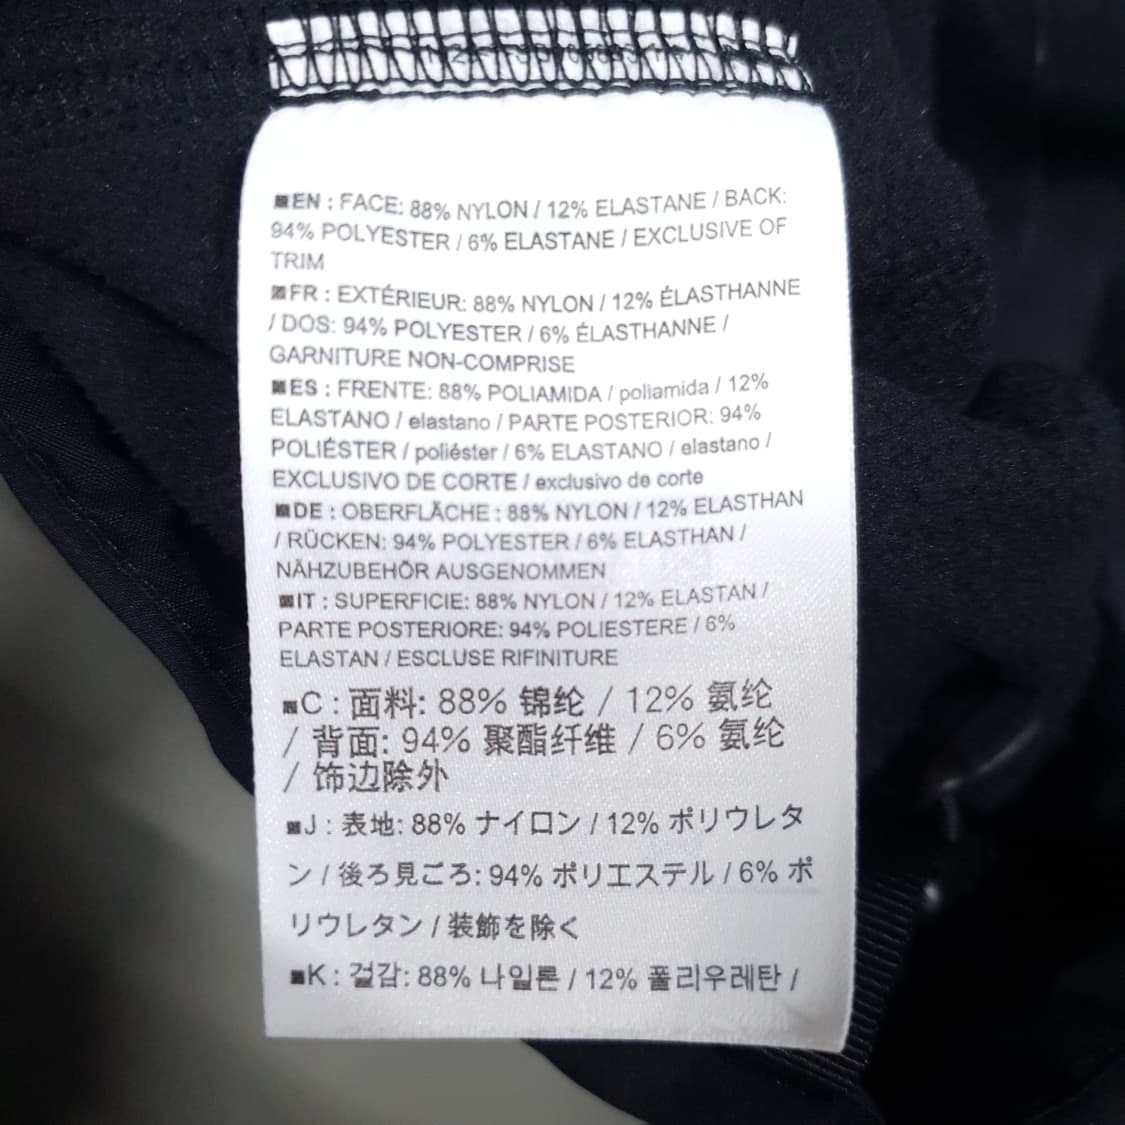 ■EN : FACE: 88% NYLON / 12% ELASTANE / BACK:
94% POLYESTER / 6% ELASTANE / EXCLUSIVE OF
TRIM
■FR : EXTÉRIEUR: 88% NYLON / 12% ÉLASTHANNE
/ DOS: 94% POLYESTER / 6% ÉLASTHANNE /
GARNITURE NON-COMPRISE
■ES : FRENTE: 88% POLIAMIDA / poliamida / 12%
ELASTANO / elastano / PARTE POSTERIOR: 94%
POLIÉSTER / poliéster / 6% ELASTANO / elastano /
EXCLUSIVO DE CORTE / exclusivo de corte
■DE : OBERFLÄCHE : 88% NYLON / 12% ELASTHAN
/ RÜCKEN: 94% POLYESTER / 6% ELASTHAN /
NÄHZUBEHÖR AUSGENOMMEN
■IT : SUPERFICIE: 88% NYLON / 12% ELASTAN /
PARTE POSTERIORE: 94% POLIESTERE / 6%
ELASTAN / ESCLUSE RIFINITURE
■C : 面料: 88% 锦纶 / 12% 氨纶
/ 背面: 94% 聚酯纤维 / 6% 氨纶
/ 饰边除外
■J : 表地: 88% ナイロン / 12% ポリウレタ
ン / 後ろ見ごろ: 94% ポリエステル / 6% ポ
リウレタン / 装飾を除く
■K : 겉감: 88% 나일론 / 12% 폴리우레탄 /